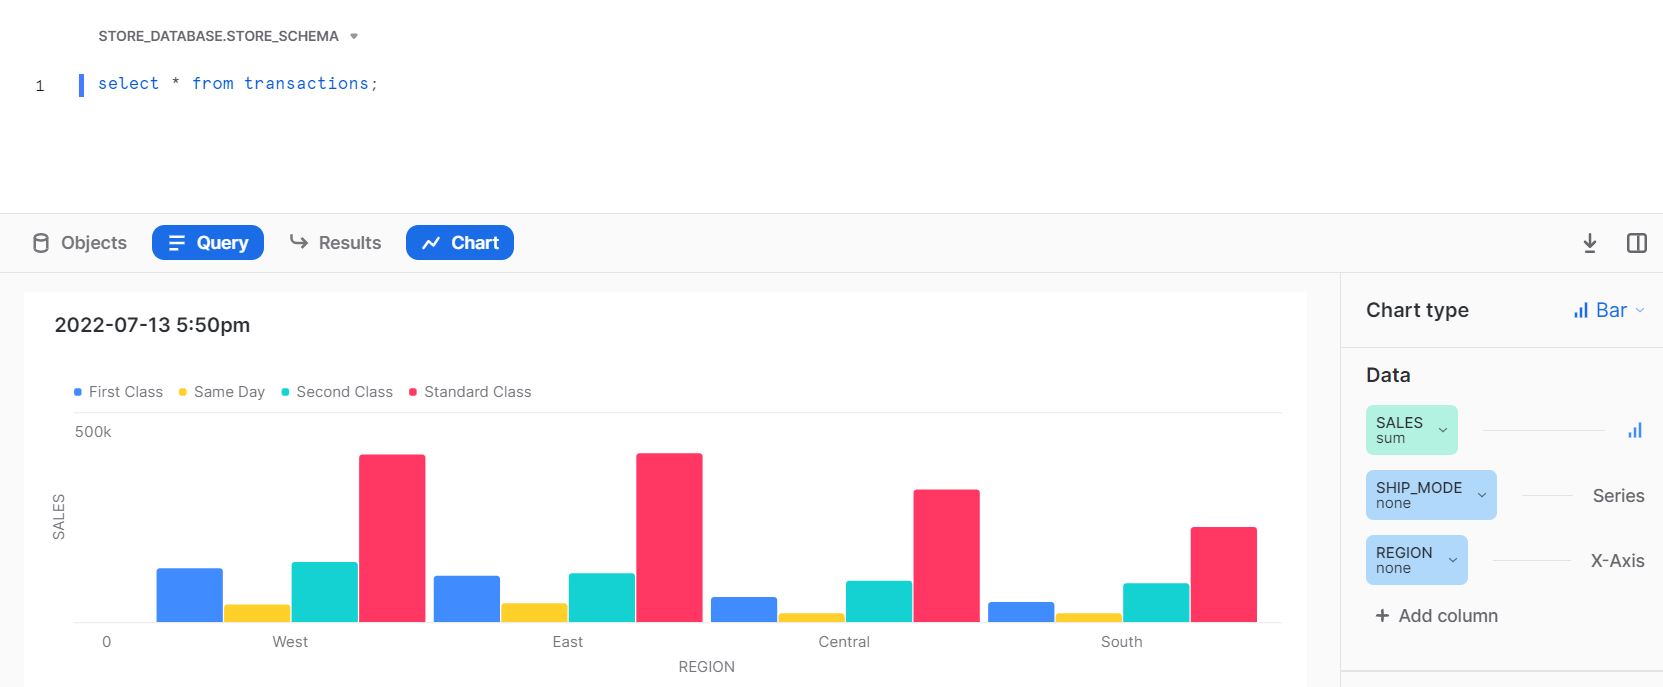 STORE_DATABASE.STORE_SCHEMA
1 select * from transactions;
Objects Query Results Chart
2022-07-13 5:50pm
First Class Same Day Second Class Standard Class
500k
SALES
0 West East Central South
REGION
Chart type Bar
Data
SALES
sum
SHIP_MODE
none
Series
REGION
none
X-Axis
+ Add column